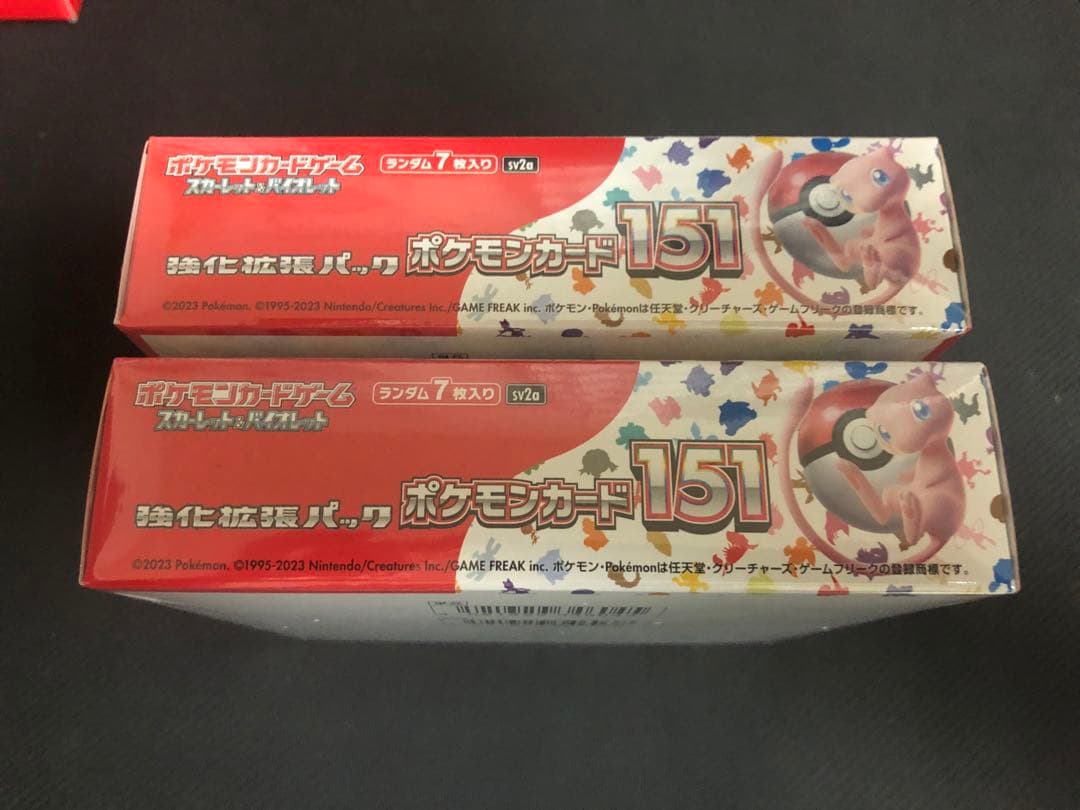 ポケモンカードゲーム
スカーレット&バイオレット
ランダム7枚入り
sv2a
強化拡張パック
ポケモンカード151
©2023 Pokémon. ©1995-2023 Nintendo/Creatures Inc./GAME FREAK inc. ポケモン・Pokémonは任天堂・クリーチャーズ・ゲームフリークの登録商標です。
ポケモンカードゲーム
スカーレット&バイオレット
ランダム7枚入り
sv2a
強化拡張パック
ポケモンカード151
©2023 Pokémon. ©1995-2023 Nintendo/Creatures Inc./GAME FREAK inc. ポケモン・Pokémonは任天堂・クリーチャーズ・ゲームフリークの登録商標です。